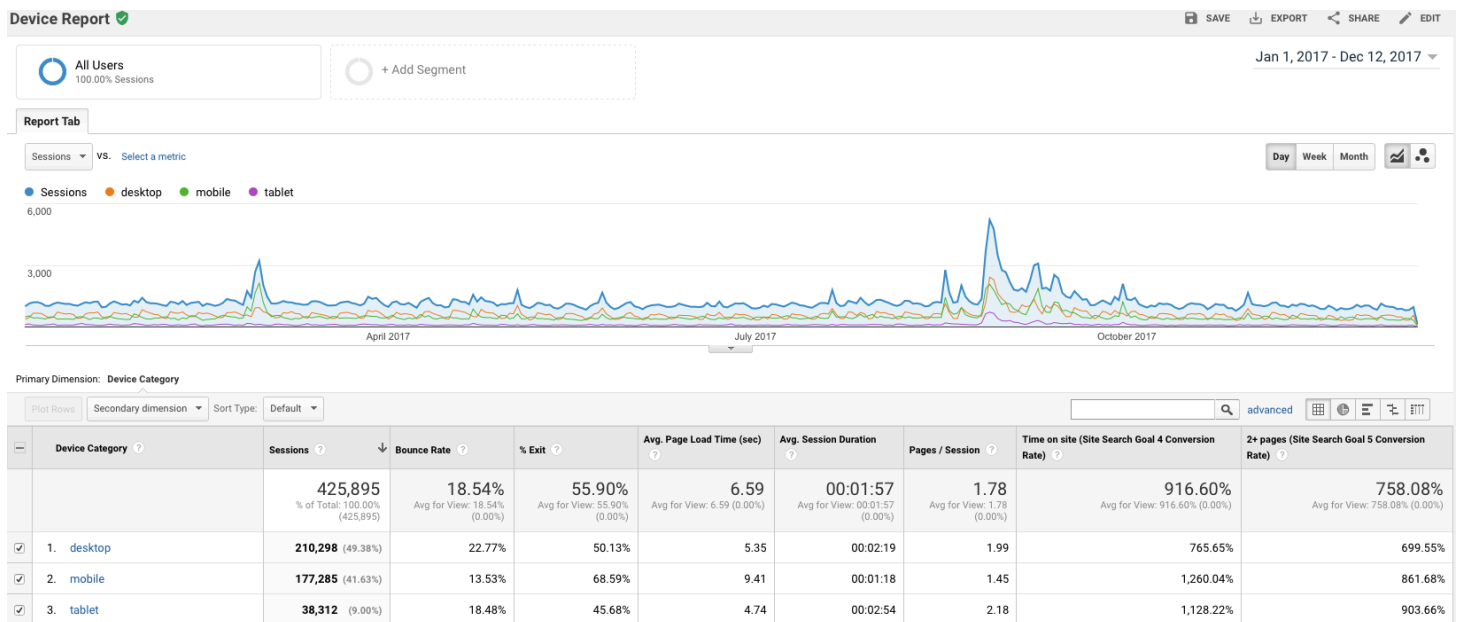 Device Report
SAVE EXPORT SHARE EDIT
All Users
100.00% Sessions
+ Add Segment
Jan 1, 2017 - Dec 12, 2017
Report Tab
Sessions vs. Select a metric
Day Week Month
Sessions desktop mobile tablet
6,000
3,000
April 2017 July 2017 October 2017
Primary Dimension: Device Category
Plot Rows Secondary dimension Sort Type: Default advanced
Device Category ? Sessions ? Bounce Rate ? % Exit ? Avg. Page Load Time (sec) ? Avg. Session Duration ? Pages / Session ? Time on site (Site Search Goal 4 Conversion Rate) ? 2+ pages (Site Search Goal 5 Conversion Rate) ?
425,895 18.54% 55.90% 6.59 00:01:57 1.78 916.60% 758.08%
% of Total: 100.00% (425,895) Avg for View: 18.54% (0.00%) Avg for View: 55.90% (0.00%) Avg for View: 6.59 (0.00%) Avg for View: 00:01:57 (0.00%) Avg for View: 1.78 (0.00%) Avg for View: 916.60% (0.00%) Avg for View: 758.08% (0.00%)
1. desktop 210,298 (49.38%) 22.77% 50.13% 5.35 00:02:19 1.99 765.65% 699.55%
2. mobile 177,285 (41.63%) 13.53% 68.59% 9.41 00:01:18 1.45 1,260.04% 861.68%
3. tablet 38,312 (9.00%) 18.48% 45.68% 4.74 00:02:54 2.18 1,128.22% 903.66%